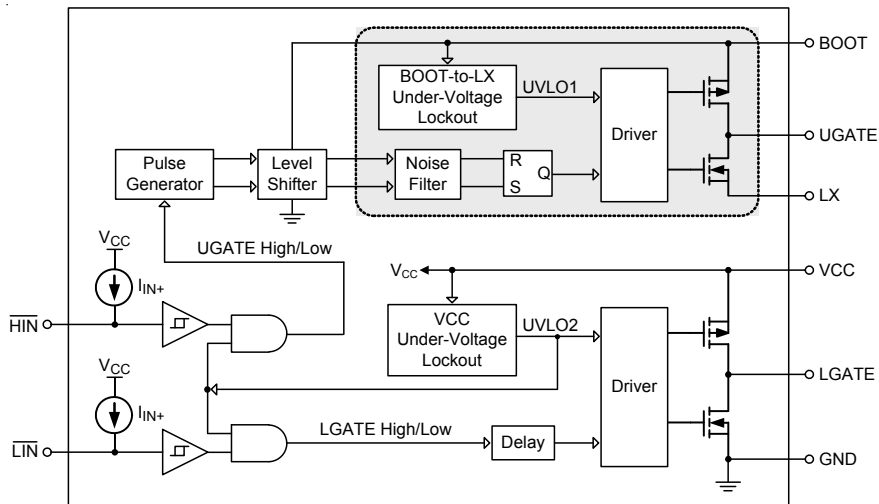 BOOT
BOOT-to-LX
Under-Voltage
Lockout
UVLO1
Driver
UGATE
Pulse
Generator
Level
Shifter
Noise
Filter
R
S
Q
LX
UGATE High/Low
VCC
IIN+
HIN
VCC
VCC
VCC
Under-Voltage
Lockout
UVLO2
Driver
LGATE
VCC
IIN+
LIN
LGATE High/Low
Delay
GND